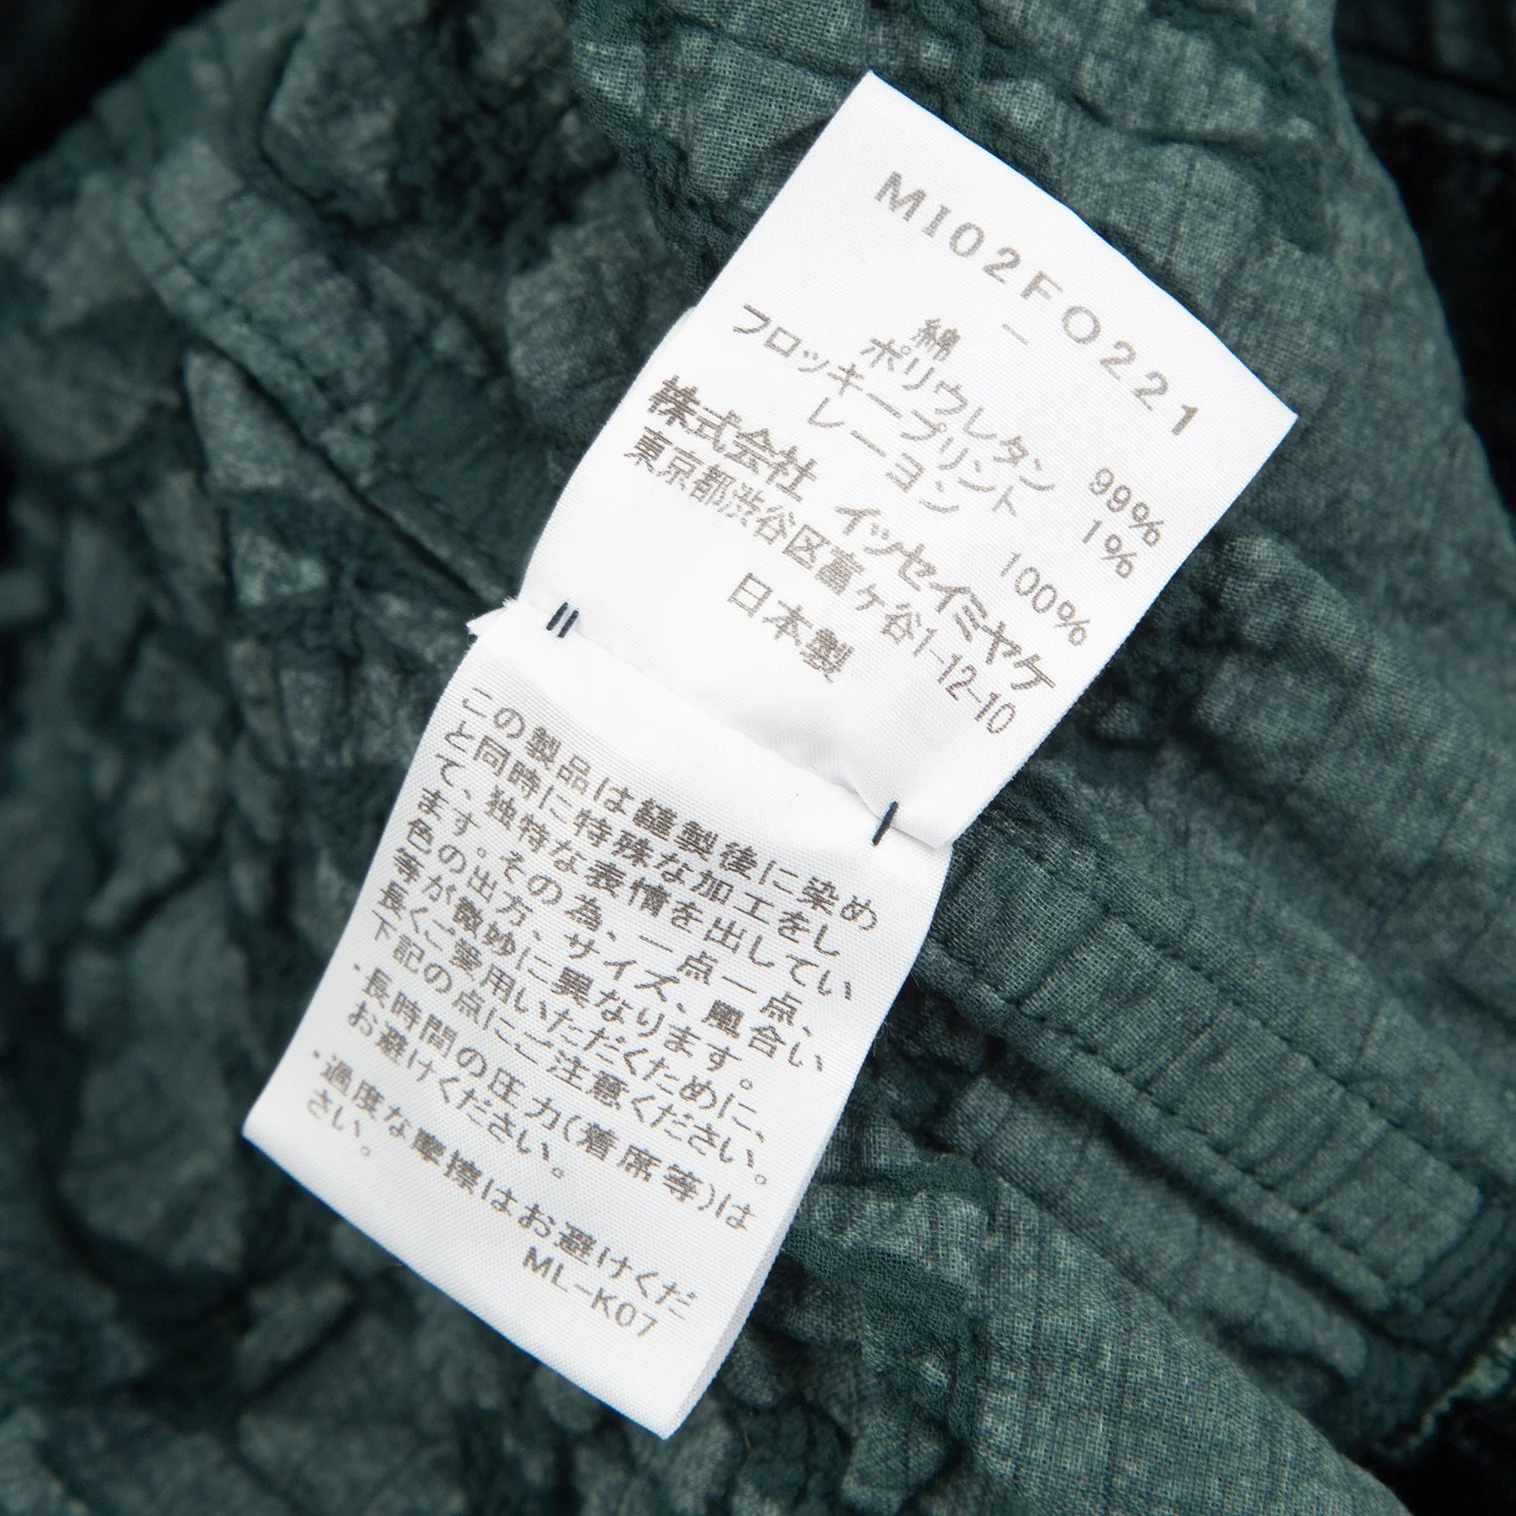 MI02FO221
–
綿 99%
ポリウレタン 1%
フロッキープリント
レーヨン 100%
株式会社 イッセイミヤケ
東京都渋谷区富ヶ谷1-12-10
日本製
この製品は縫製後に染め
と同時に特殊な加工をし
て、独特な表情を出してい
ます。その為、一点一点、
色の出方、サイズ、風合い
等が微妙に異なります。
長くご愛用いただくために、
下記の点にご注意ください。
・長時間の圧力(着席等)は
お避けください。
・過度な摩擦はお避けくだ
さい。
ML-K07